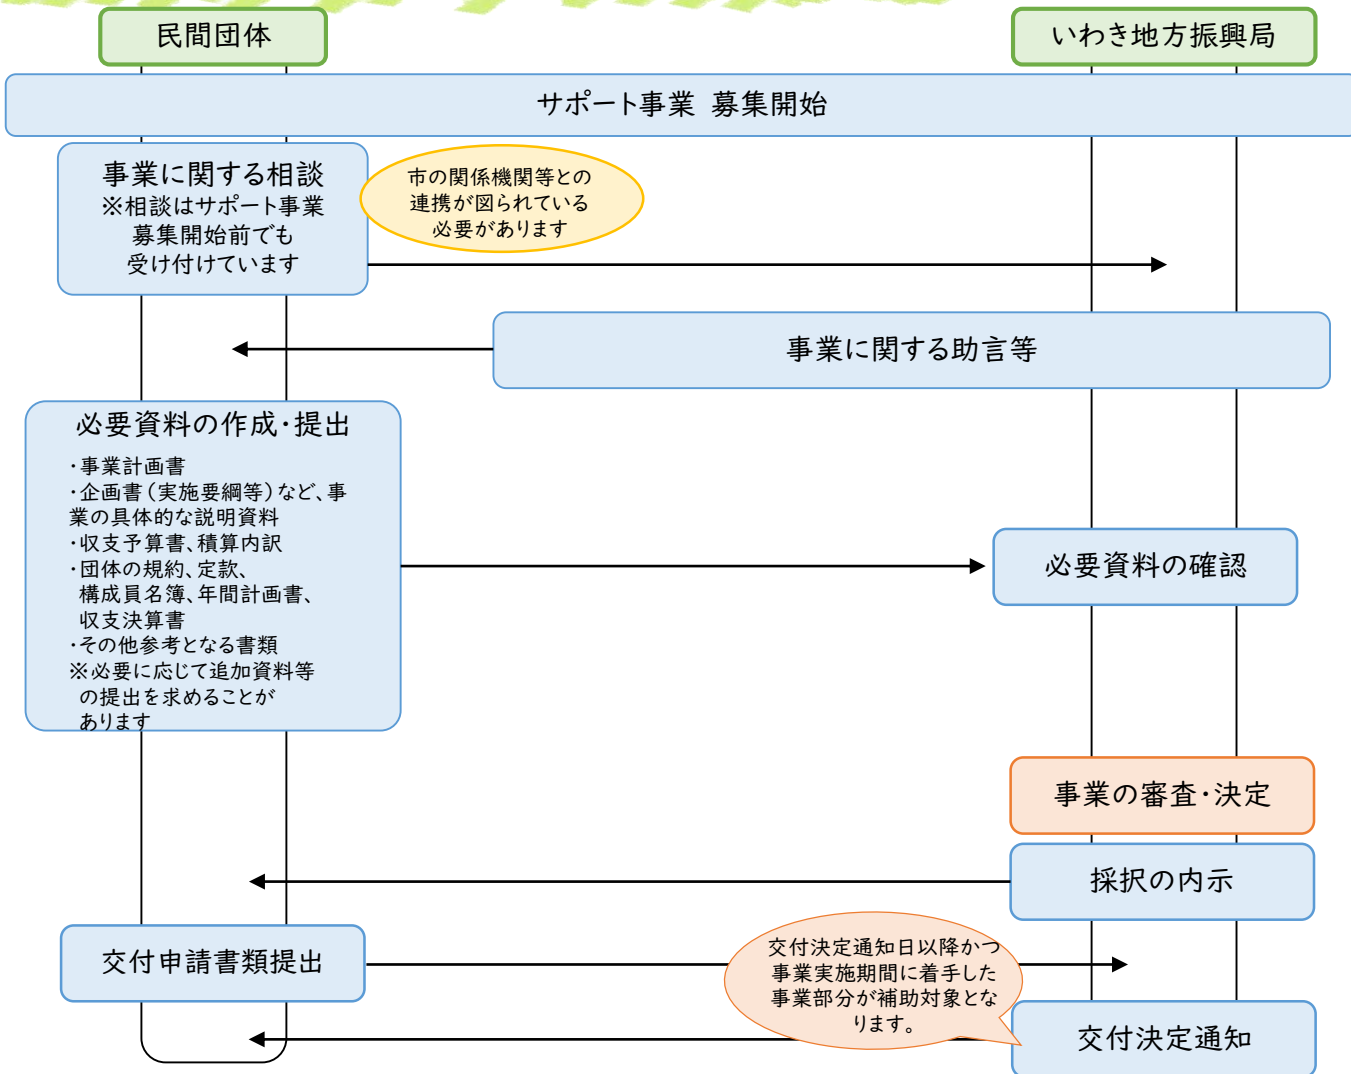 民間団体
いわき地方振興局
サポート事業 募集開始
事業に関する相談
※相談はサポート事業
募集開始前でも
受け付けています
市の関係機関等との
連携が図られている
必要があります
事業に関する助言等
必要資料の作成・提出
・事業計画書
・企画書（実施要綱等）など、事
業の具体的な説明資料
・収支予算書、積算内訳
・団体の規約、定款、
構成員名簿、年間計画書、
収支決算書
・その他参考となる書類
※必要に応じて追加資料等
の提出を求めることが
あります
必要資料の確認
事業の審査・決定
採択の内示
交付申請書類提出
交付決定通知日以降かつ
事業実施期間に着手した
事業部分が補助対象とな
ります。
交付決定通知